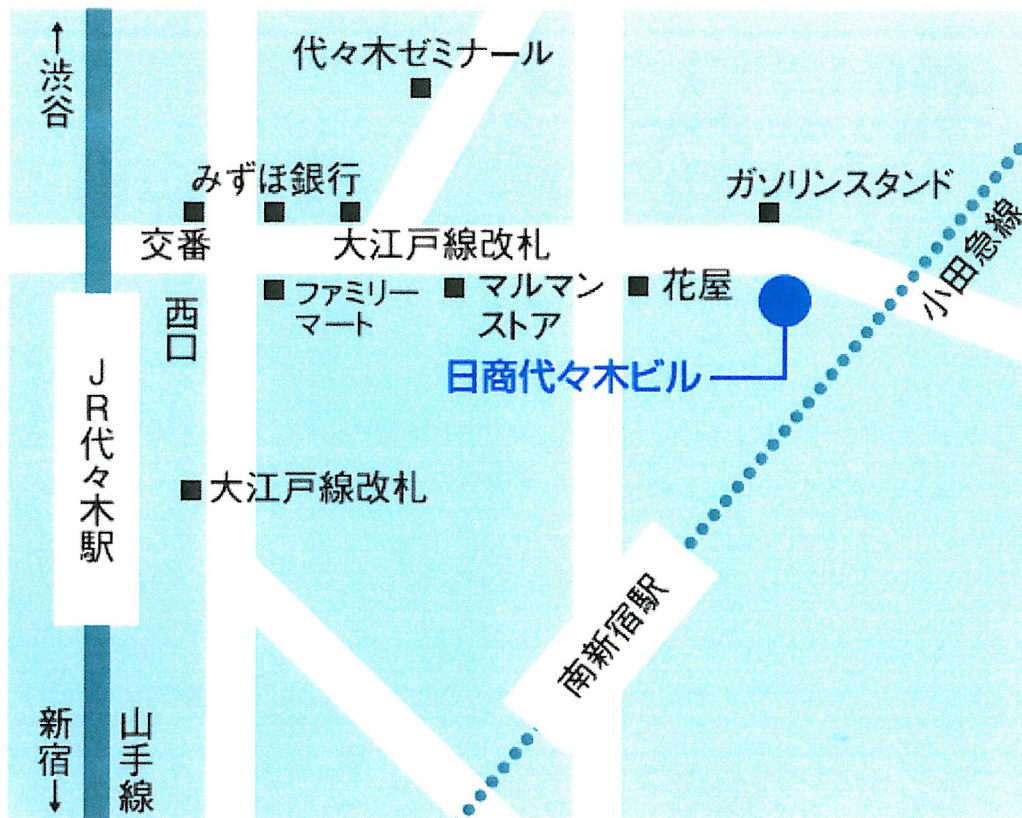 ↑渋谷
代々木ゼミナール
みずほ銀行
ガソリンスタンド
交番
大江戸線改札
小田急線
西口
ファミリー
マート
マルマン
ストア
花屋
日商代々木ビル
JR代々木駅
大江戸線改札
南新宿駅
新宿↓
山手線